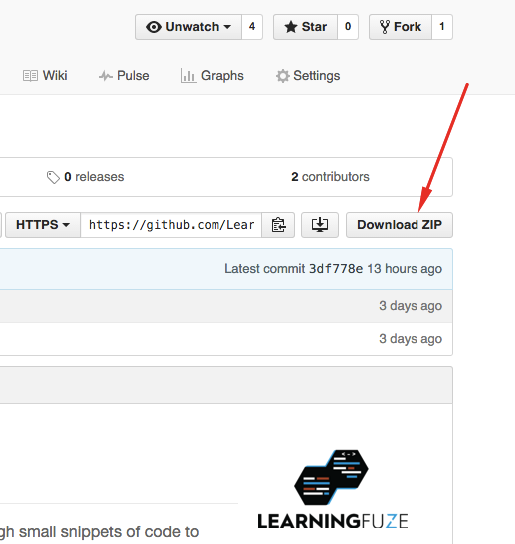 Unwatch 4 Star 0 Fork 1
Wiki Pulse Graphs Settings
0 releases 2 contributors
HTTPS https://github.com/Lear Download ZIP
Latest commit 3df778e 13 hours ago
3 days ago
3 days ago
<->
LEARNINGFUZE
gh small snippets of code to